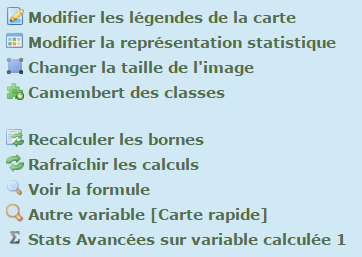 Modifier les légendes de la carte
Modifier la représentation statistique
Changer la taille de l'image
Camembert des classes
Recalculer les bornes
Rafraîchir les calculs
Voir la formule
Autre variable [Carte rapide]
Σ Stats Avancées sur variable calculée 1